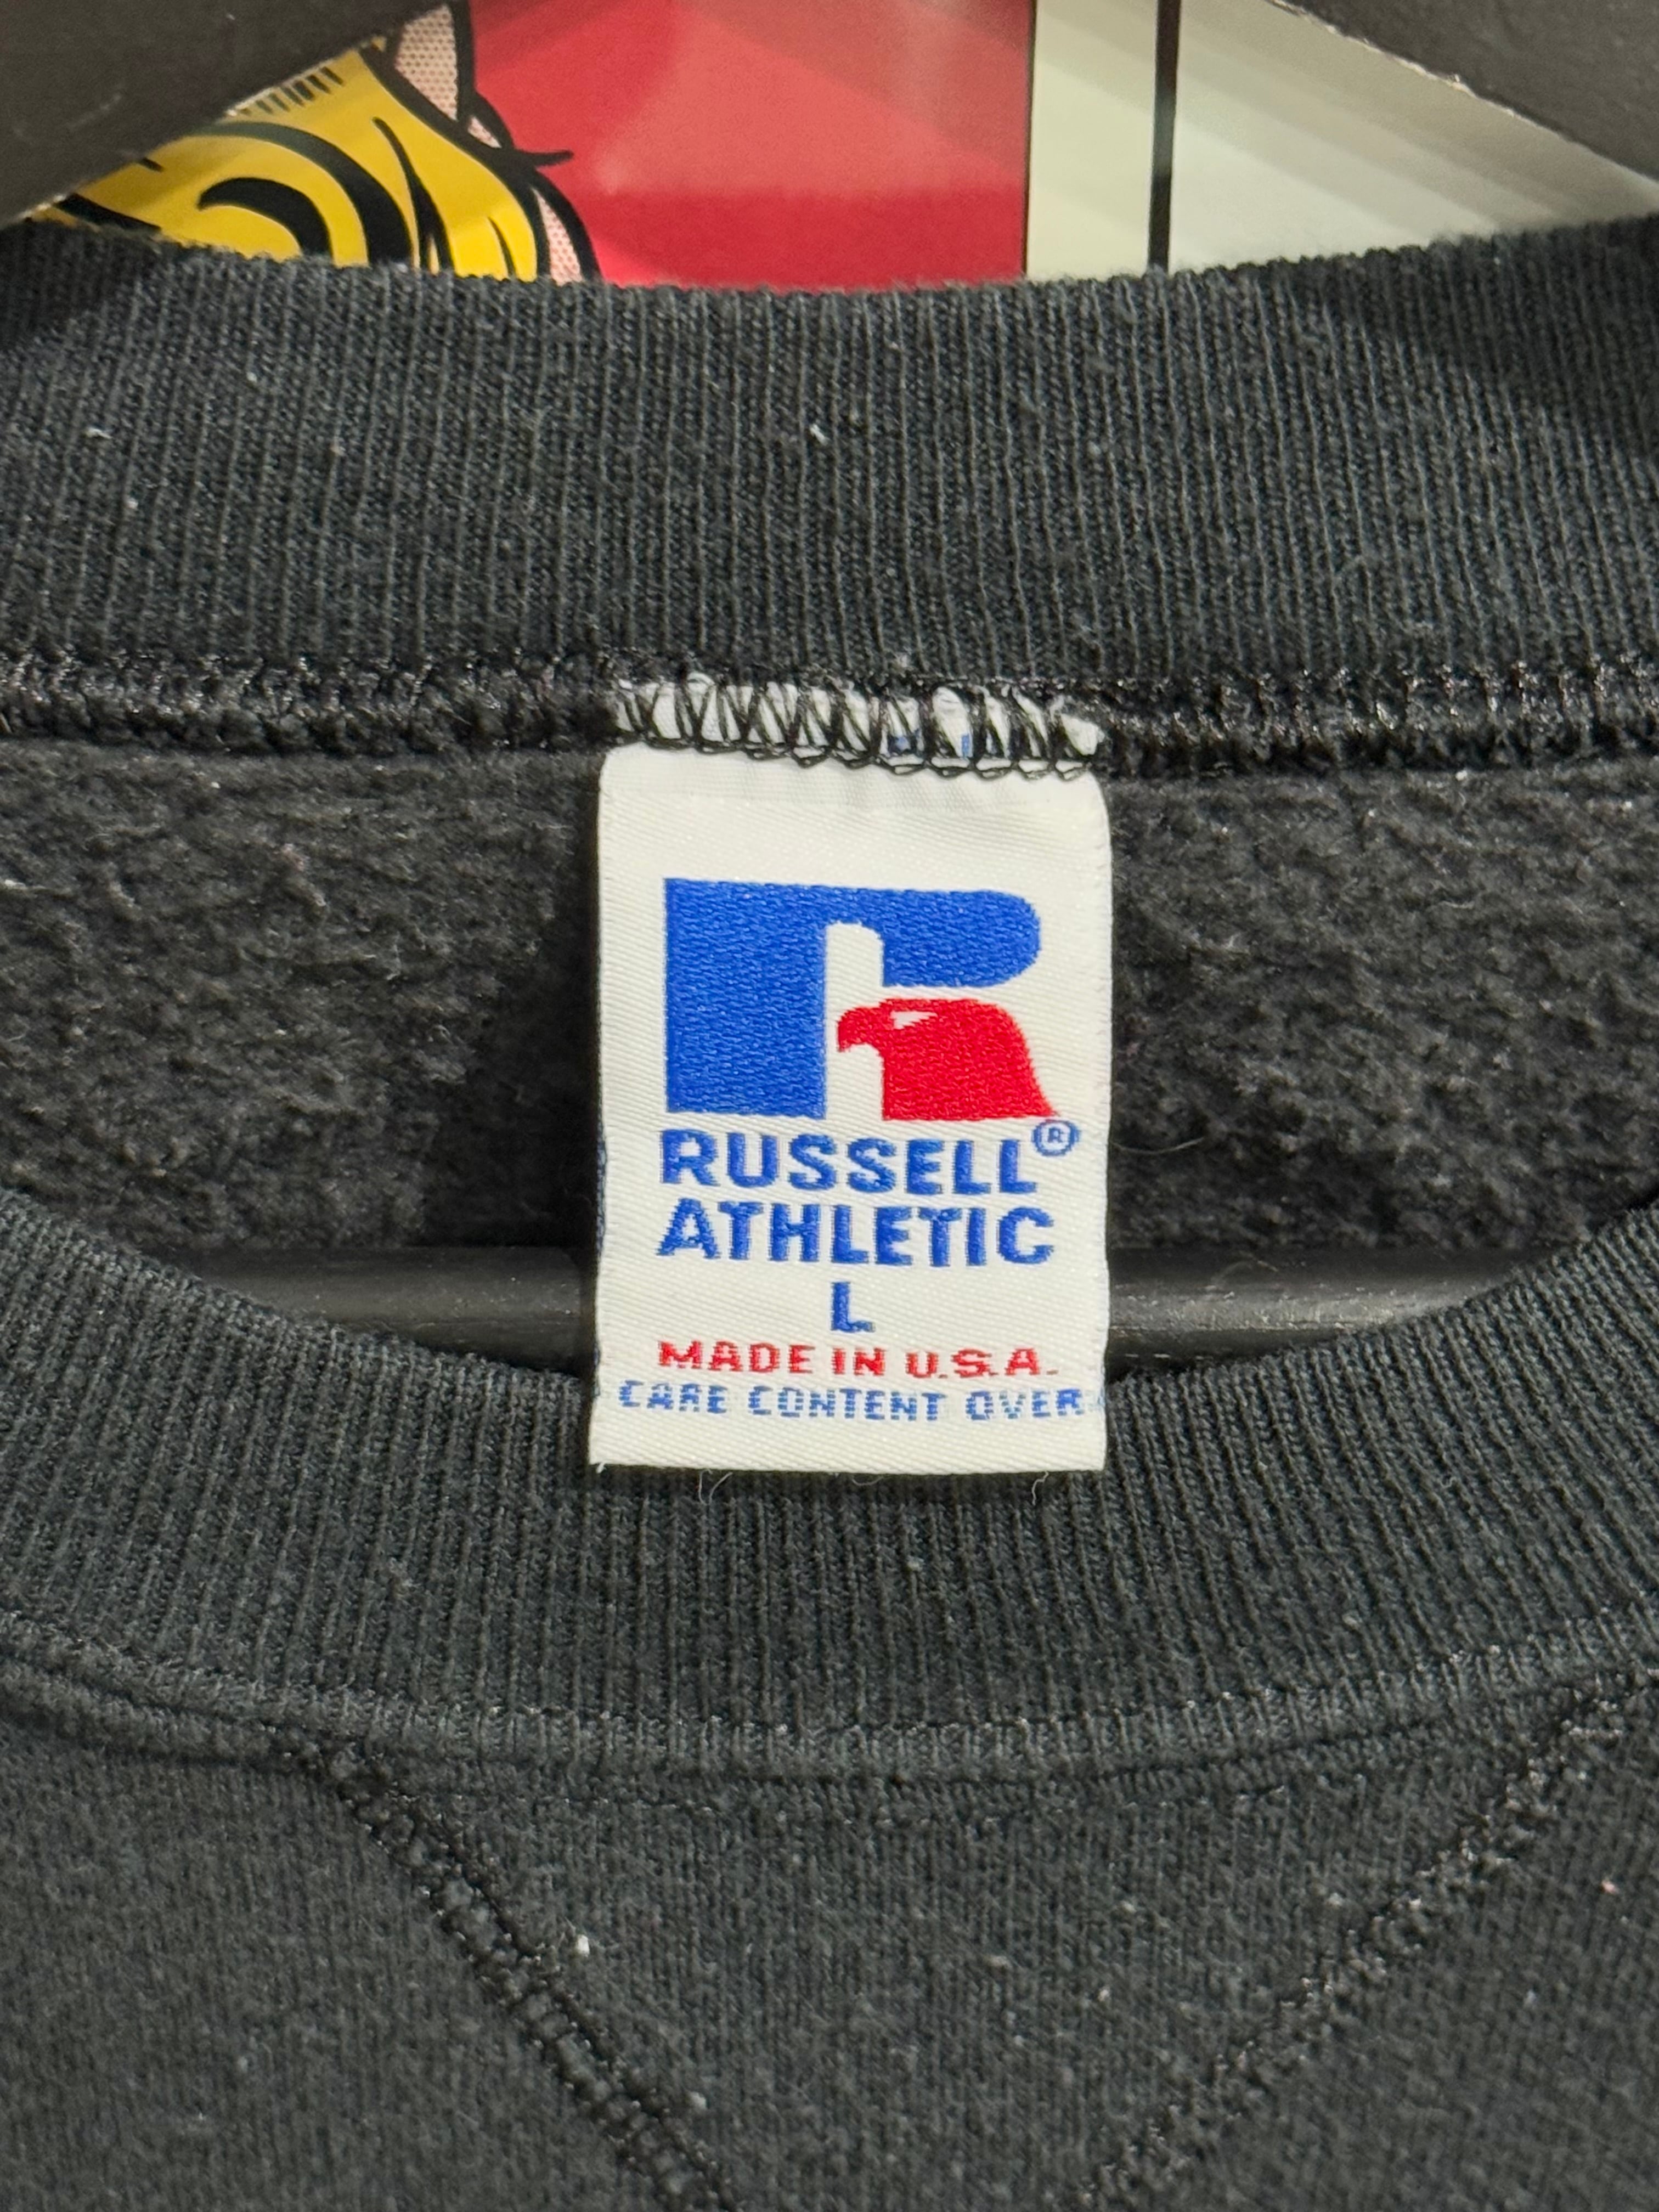 RUSSELL®
ATHLETIC
L
MADE IN U.S.A.
CARE CONTENT OVER